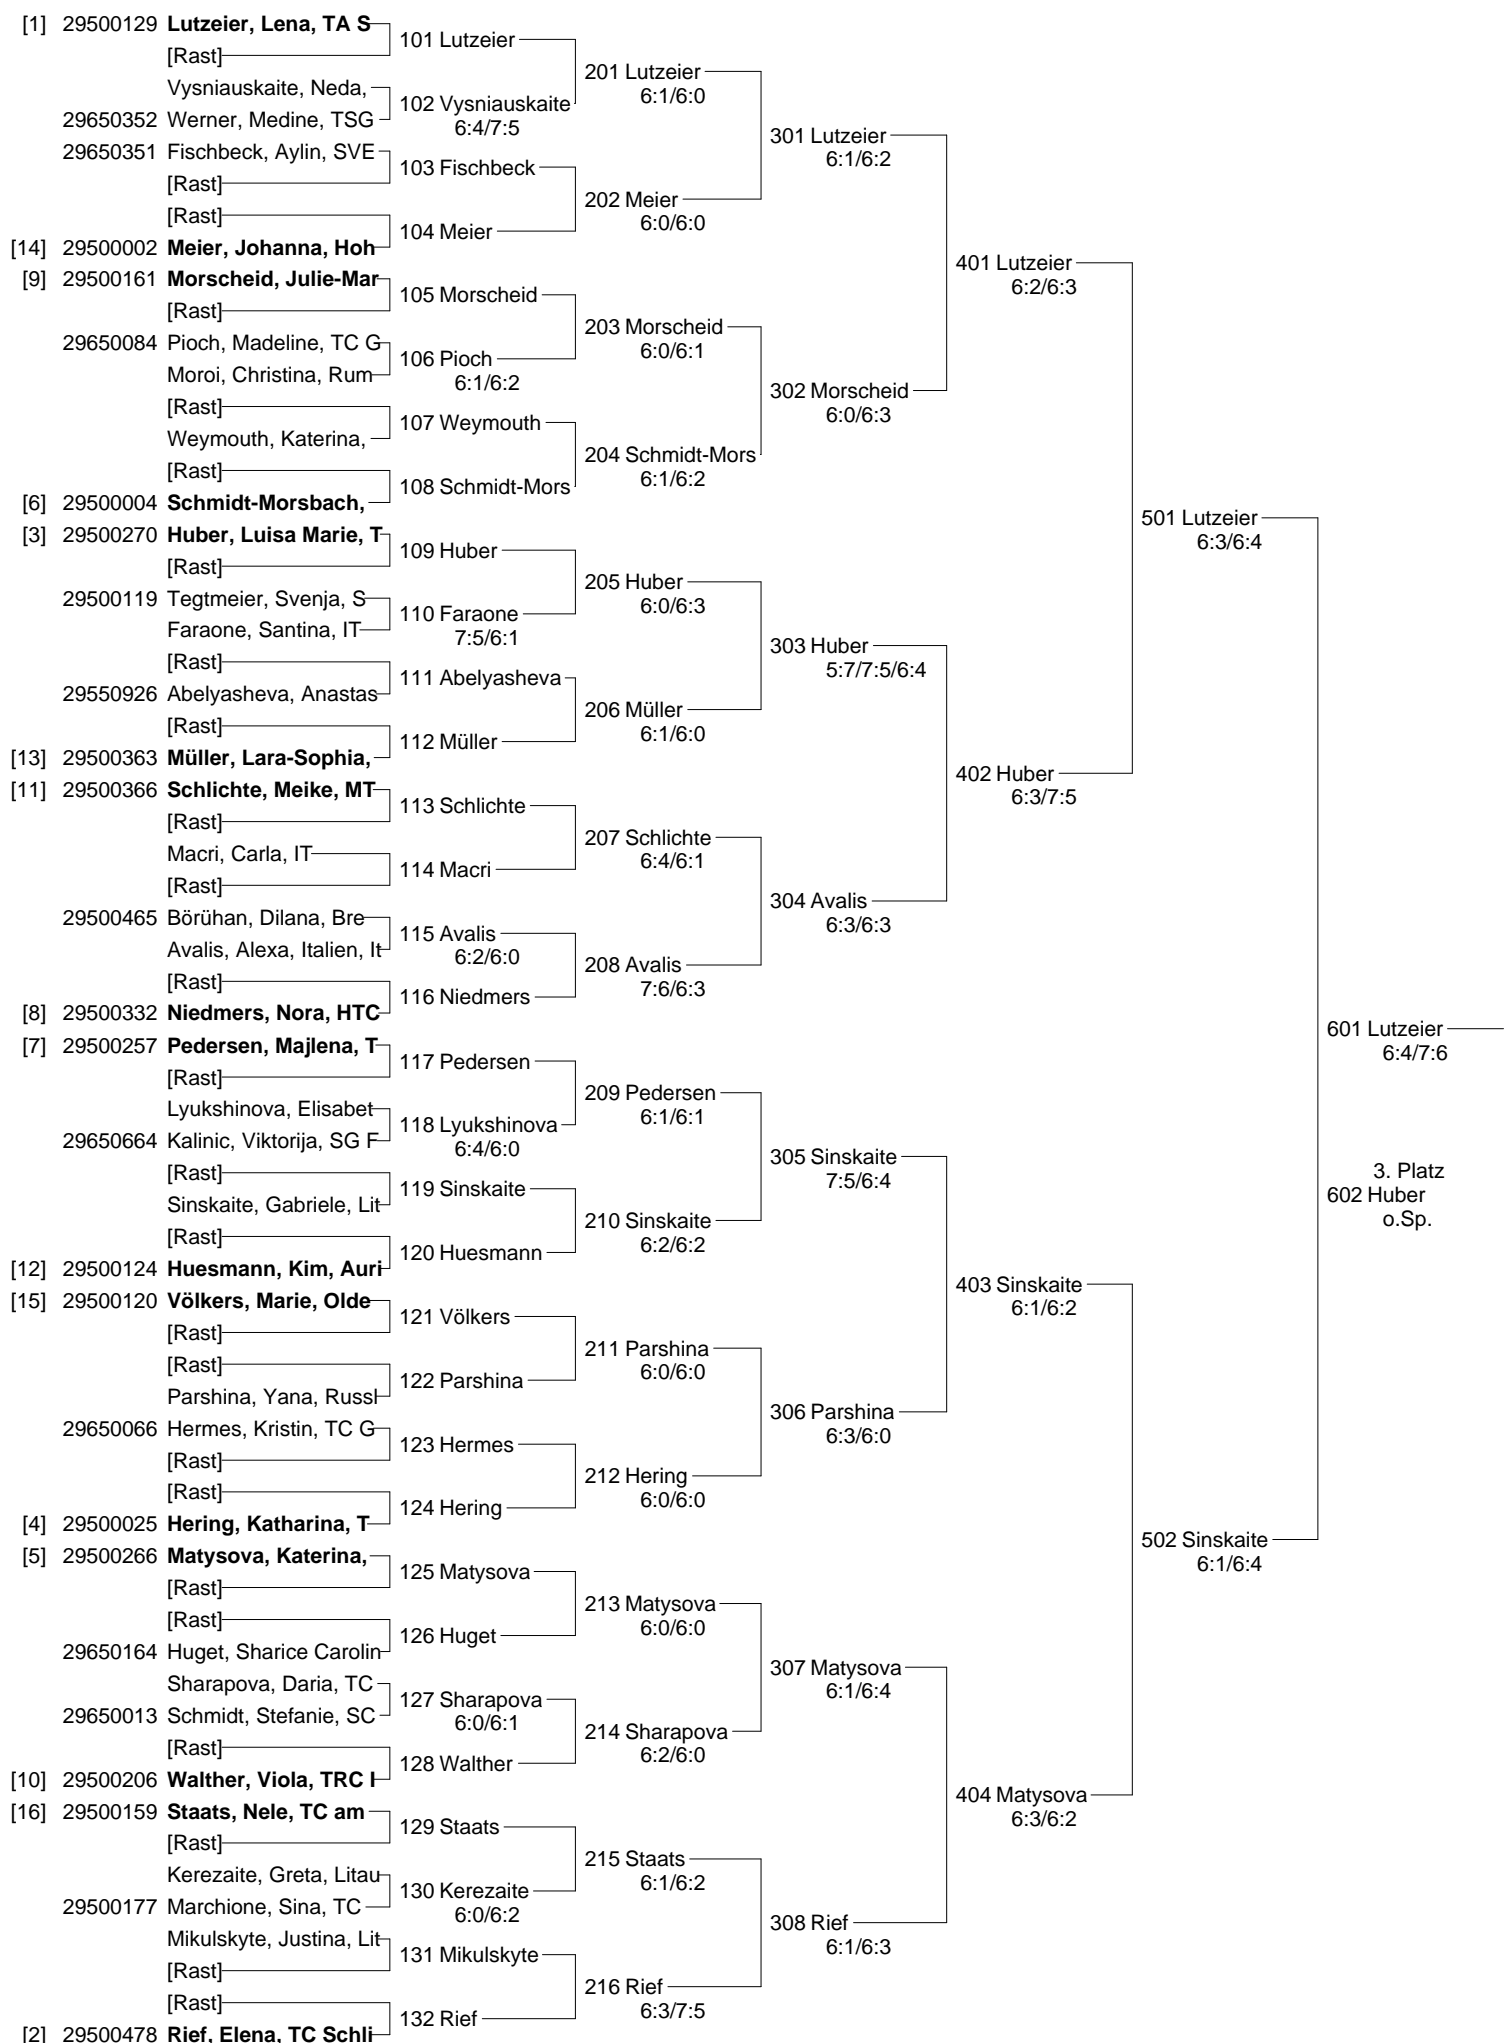 [1] 29500129 Lutzeier, Lena, TA S
[Rast]
Vysniauskaite, Neda,
29650352 Werner, Medine, TSG
29650351 Fischbeck, Aylin, SVE
[Rast]
[Rast]
[14] 29500002 Meier, Johanna, Hoh
[9] 29500161 Morscheid, Julie-Mar
[Rast]
29650084 Pioch, Madeline, TC G
Moroi, Christina, Rum
[Rast]
Weymouth, Katerina,
[Rast]
[6] 29500004 Schmidt-Morsbach,
[3] 29500270 Huber, Luisa Marie, T
[Rast]
29500119 Tegtmeier, Svenja, S
Faraone, Santina, IT
[Rast]
29550926 Abelyasheva, Anastas
[Rast]
[13] 29500363 Müller, Lara-Sophia,
[11] 29500366 Schlichte, Meike, MT
[Rast]
Macri, Carla, IT
[Rast]
29500465 Börühan, Dilana, Bre
Avalis, Alexa, Italien, It
[Rast]
[8] 29500332 Niedmers, Nora, HTC
[7] 29500257 Pedersen, Majlena, T
[Rast]
Lyukshinova, Elisabet
29650664 Kalinic, Viktorija, SG F
[Rast]
Sinskaite, Gabriele, Lit
[Rast]
[12] 29500124 Huesmann, Kim, Auri
[15] 29500120 Völkers, Marie, Olde
[Rast]
[Rast]
Parshina, Yana, Russl
29650066 Hermes, Kristin, TC G
[Rast]
[Rast]
[4] 29500025 Hering, Katharina, T
[5] 29500266 Matysova, Katerina,
[Rast]
[Rast]
29650164 Huget, Sharice Carolin
Sharapova, Daria, TC
29650013 Schmidt, Stefanie, SC
[Rast]
[10] 29500206 Walther, Viola, TRC I
[16] 29500159 Staats, Nele, TC am
[Rast]
Kerezaite, Greta, Litau
29500177 Marchione, Sina, TC
Mikulskyte, Justina, Lit
[Rast]
[Rast]
[2] 29500478 Rief, Elena, TC Schli
101 Lutzeier
102 Vysniauskaite
6:4/7:5
103 Fischbeck
104 Meier
105 Morscheid
106 Pioch
6:1/6:2
107 Weymouth
108 Schmidt-Mors
109 Huber
110 Faraone
7:5/6:1
111 Abelyasheva
112 Müller
113 Schlichte
114 Macri
115 Avalis
6:2/6:0
116 Niedmers
117 Pedersen
118 Lyukshinova
6:4/6:0
119 Sinskaite
120 Huesmann
121 Völkers
122 Parshina
123 Hermes
124 Hering
125 Matysova
126 Huget
127 Sharapova
6:0/6:1
128 Walther
129 Staats
130 Kerezaite
6:0/6:2
131 Mikulskyte
132 Rief
201 Lutzeier
6:1/6:0
202 Meier
6:0/6:0
203 Morscheid
6:0/6:1
204 Schmidt-Mors
6:1/6:2
205 Huber
6:0/6:3
206 Müller
6:1/6:0
207 Schlichte
6:4/6:1
208 Avalis
7:6/6:3
209 Pedersen
6:1/6:1
210 Sinskaite
6:2/6:2
211 Parshina
6:0/6:0
212 Hering
6:0/6:0
213 Matysova
6:0/6:0
214 Sharapova
6:2/6:0
215 Staats
6:1/6:2
216 Rief
6:3/7:5
301 Lutzeier
6:1/6:2
302 Morscheid
6:0/6:3
303 Huber
5:7/7:5/6:4
304 Avalis
6:3/6:3
305 Sinskaite
7:5/6:4
306 Parshina
6:3/6:0
307 Matysova
6:1/6:4
308 Rief
6:1/6:3
401 Lutzeier
6:2/6:3
402 Huber
6:3/7:5
403 Sinskaite
6:1/6:2
404 Matysova
6:3/6:2
501 Lutzeier
6:3/6:4
502 Sinskaite
6:1/6:4
601 Lutzeier
6:4/7:6
3. Platz
602 Huber
o.Sp.